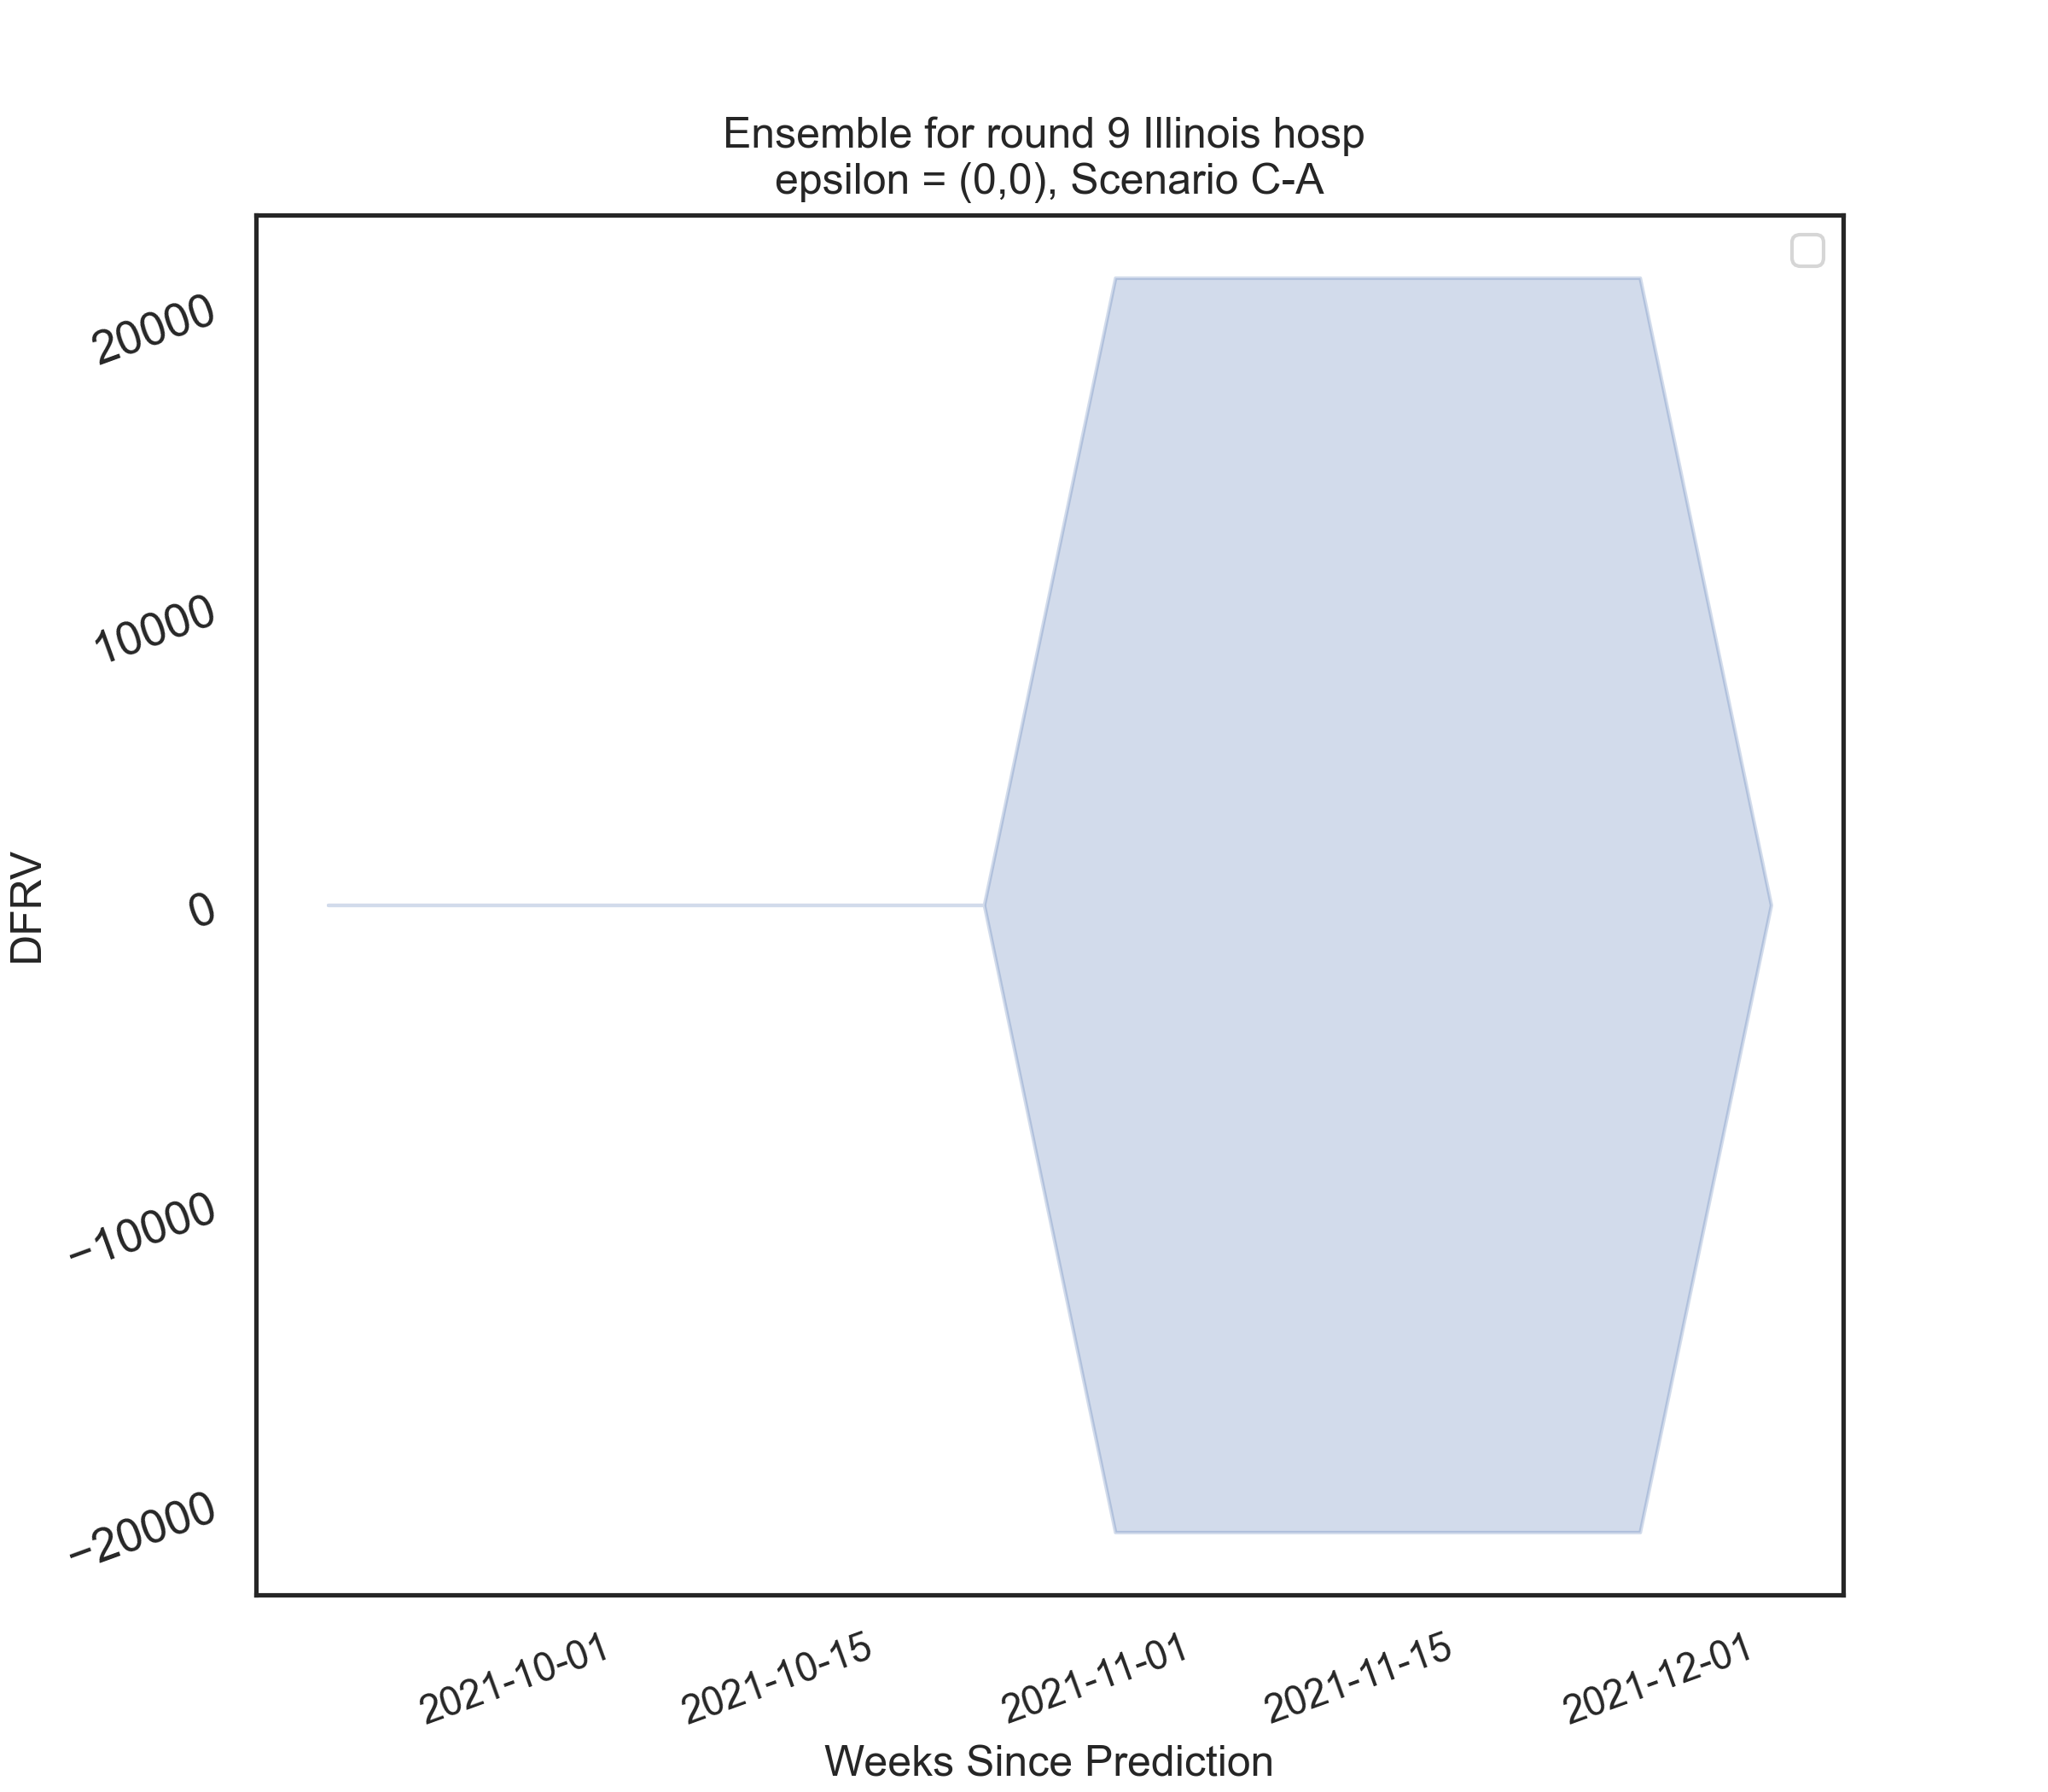 Ensemble for round 9 Illinois hosp
epsilon = (0,0), Scenario C-A
20000
10000
0
−10000
−20000
DFRV
2021-10-01
2021-10-15
2021-11-01
2021-11-15
2021-12-01
Weeks Since Prediction